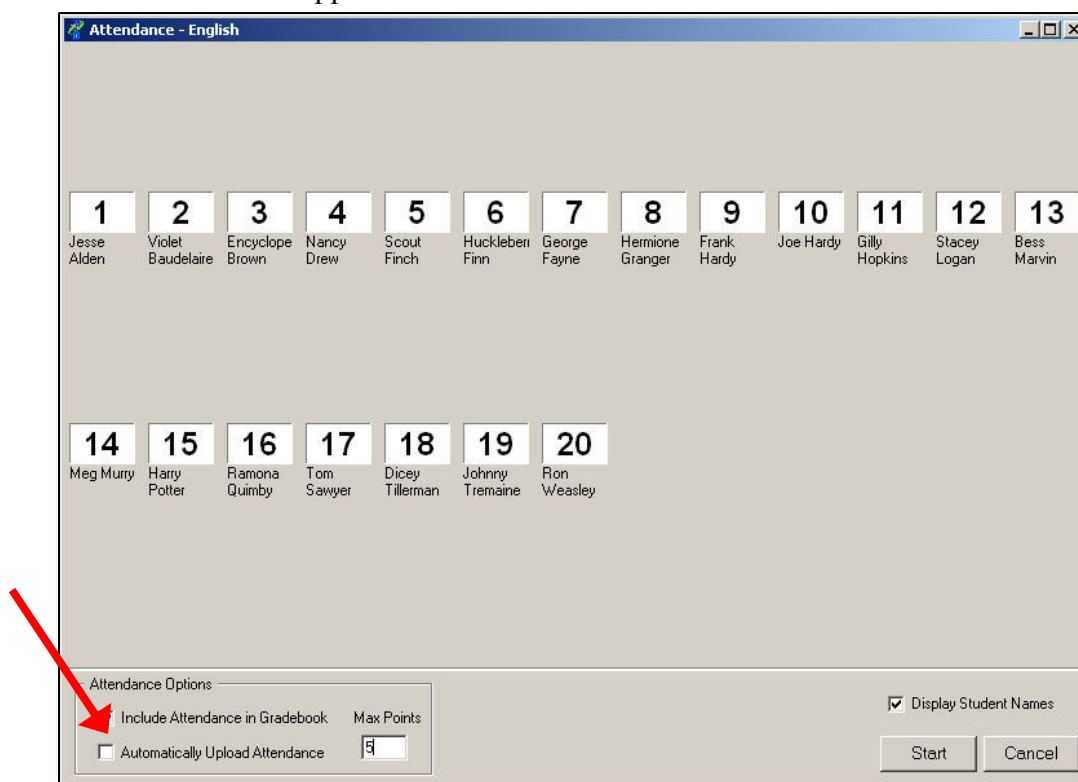 Attendance - English
1 2 3 4 5 6 7 8 9 10 11 12 13
Jesse Violet Encyclope Nancy Scout Huckleberr George Hermione Frank Joe Hardy Gilly Stacey Bess
Alden Baudelaire Brown Drew Finch Finn Fayne Granger Hardy Hopkins Logan Marvin
14 15 16 17 18 19 20
Meg Murry Harry Ramona Tom Dicey Johnny Ron
Potter Quimby Sawyer Tillerman Tremaine Weasley
Attendance Options
Include Attendance in Gradebook Max Points
Display Student Names
Automatically Upload Attendance 5
Start Cancel